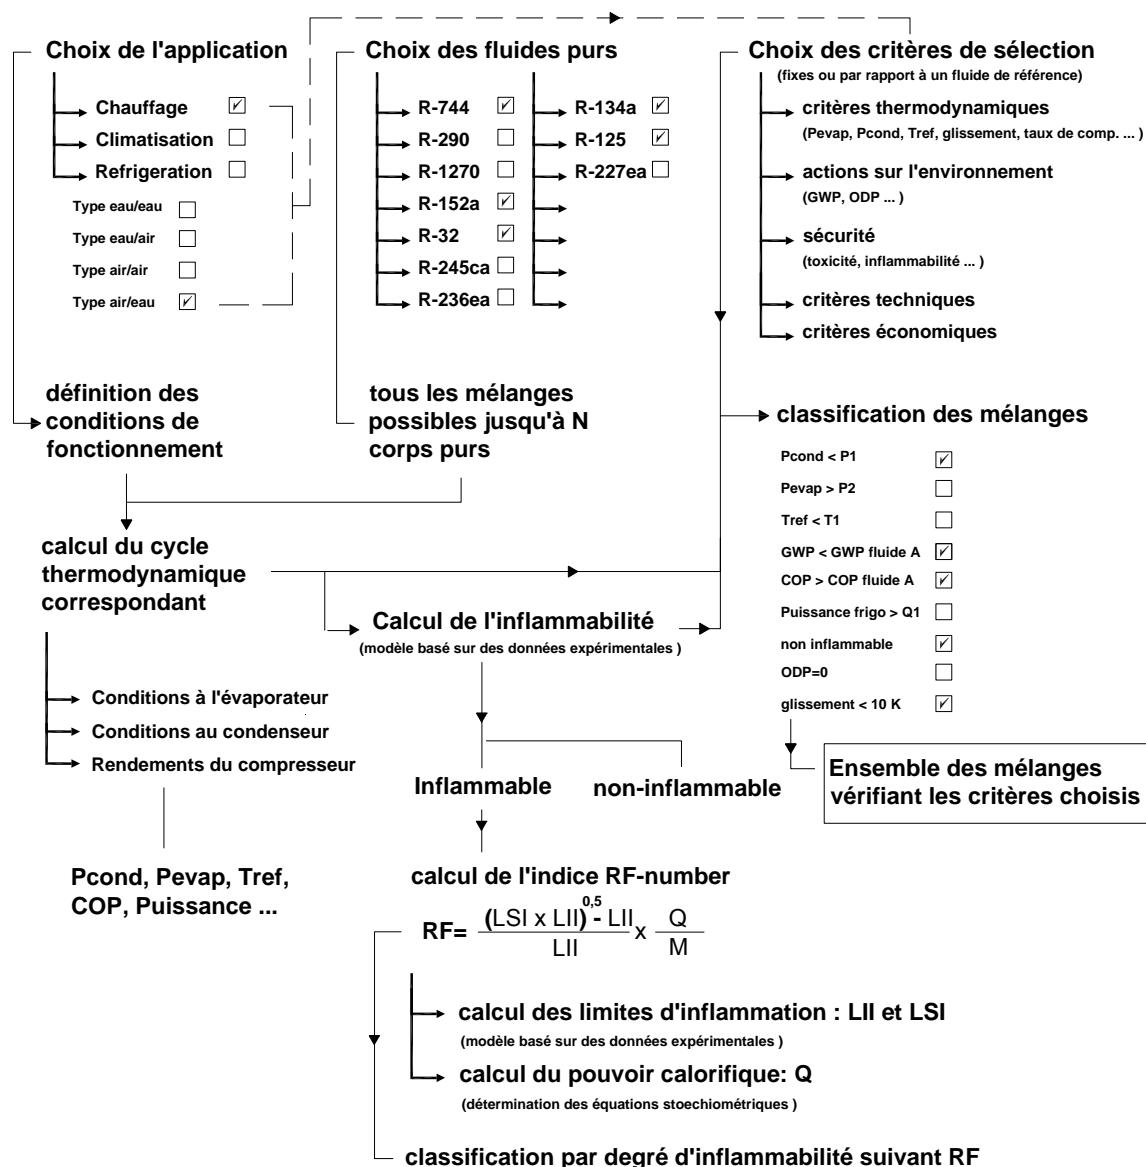 Choix de l'application
Chauffage
Climatisation
Refrigeration
Type eau/eau
Type eau/air
Type air/air
Type air/eau
définition des
conditions de
fonctionnement
Choix des fluides purs
R-744
R-290
R-1270
R-152a
R-32
R-245ca
R-236ea
R-134a
R-125
R-227ea
tous les mélanges
possibles jusqu'à N
corps purs
Choix des critères de sélection
(fixes ou par rapport à un fluide de référence)
critères thermodynamiques
(Pevap, Pcond, Tref, glissement, taux de comp. ... )
actions sur l'environnement
(GWP, ODP ... )
sécurité
(toxicité, inflammabilité ... )
critères techniques
critères économiques
classification des mélanges
Pcond < P1
Pevap > P2
Tref < T1
GWP < GWP fluide A
COP > COP fluide A
Puissance frigo > Q1
non inflammable
ODP=0
glissement < 10 K
Ensemble des mélanges
vérifiant les critères choisis
calcul du cycle
thermodynamique
correspondant
Conditions à l'évaporateur
Conditions au condenseur
Rendements du compresseur
Pcond, Pevap, Tref,
COP, Puissance ...
Calcul de l'inflammabilité
(modèle basé sur des données expérimentales )
Inflammable
non-inflammable
calcul de l'indice RF-number
RF= (LSI x LII)^0,5 - LII / LII x Q / M
calcul des limites d'inflammation : LII et LSI
(modèle basé sur des données expérimentales )
calcul du pouvoir calorifique: Q
(détermination des équations stoechiométriques )
classification par degré d'inflammabilité suivant RF